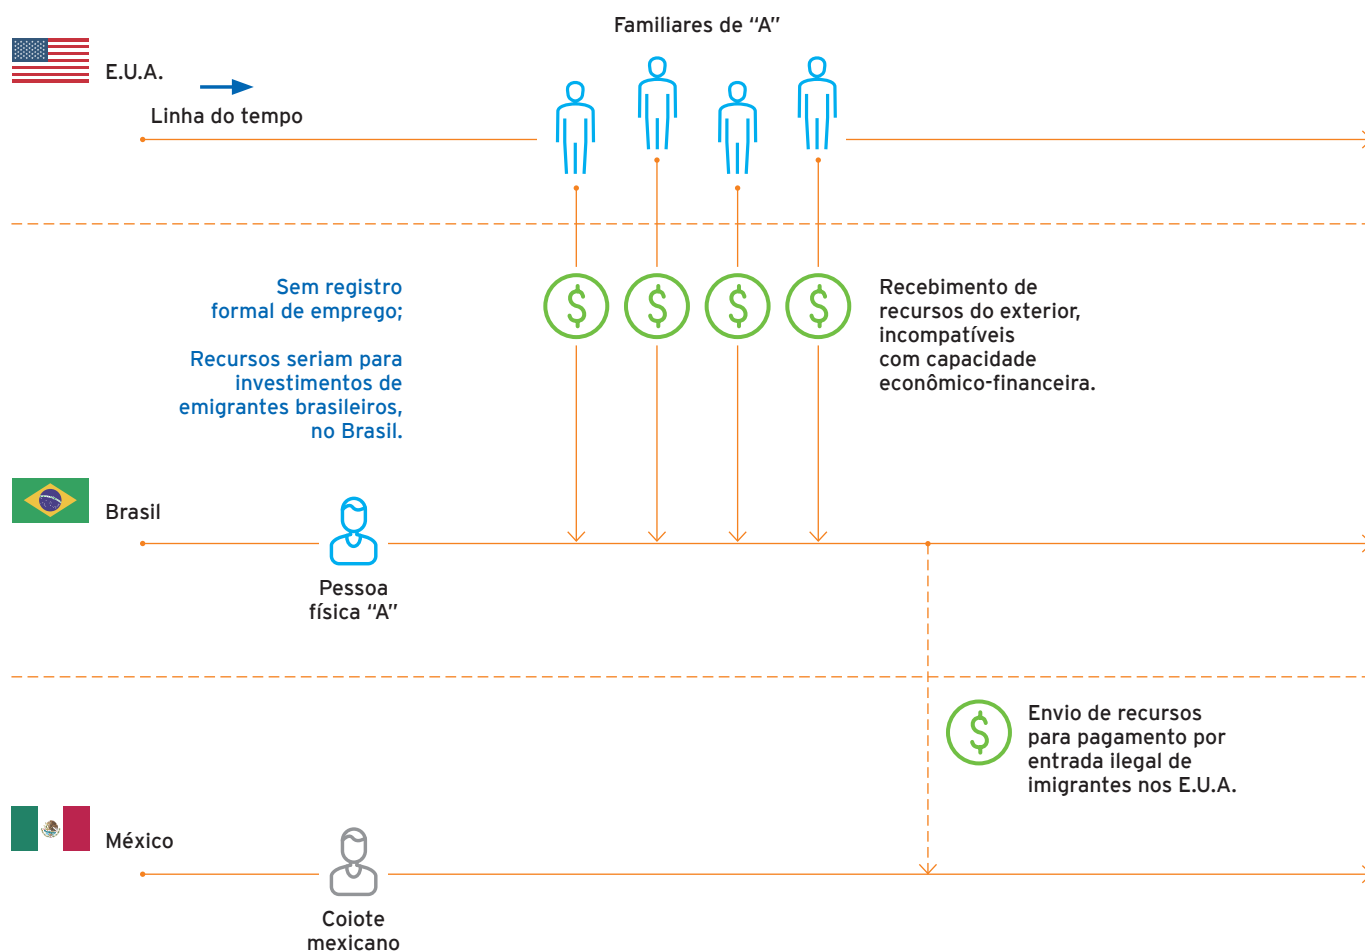 Familiares de “A”
E.U.A.
Linha do tempo
Sem registro
formal de emprego;
Recursos seriam para
investimentos de
emigrantes brasileiros,
no Brasil.
$
$
$
$
Recebimento de
recursos do exterior,
incompatíveis
com capacidade
econômico-financeira.
Brasil
Pessoa
física “A”
$
Envio de recursos
para pagamento por
entrada ilegal de
imigrantes nos E.U.A.
México
Coiote
mexicano